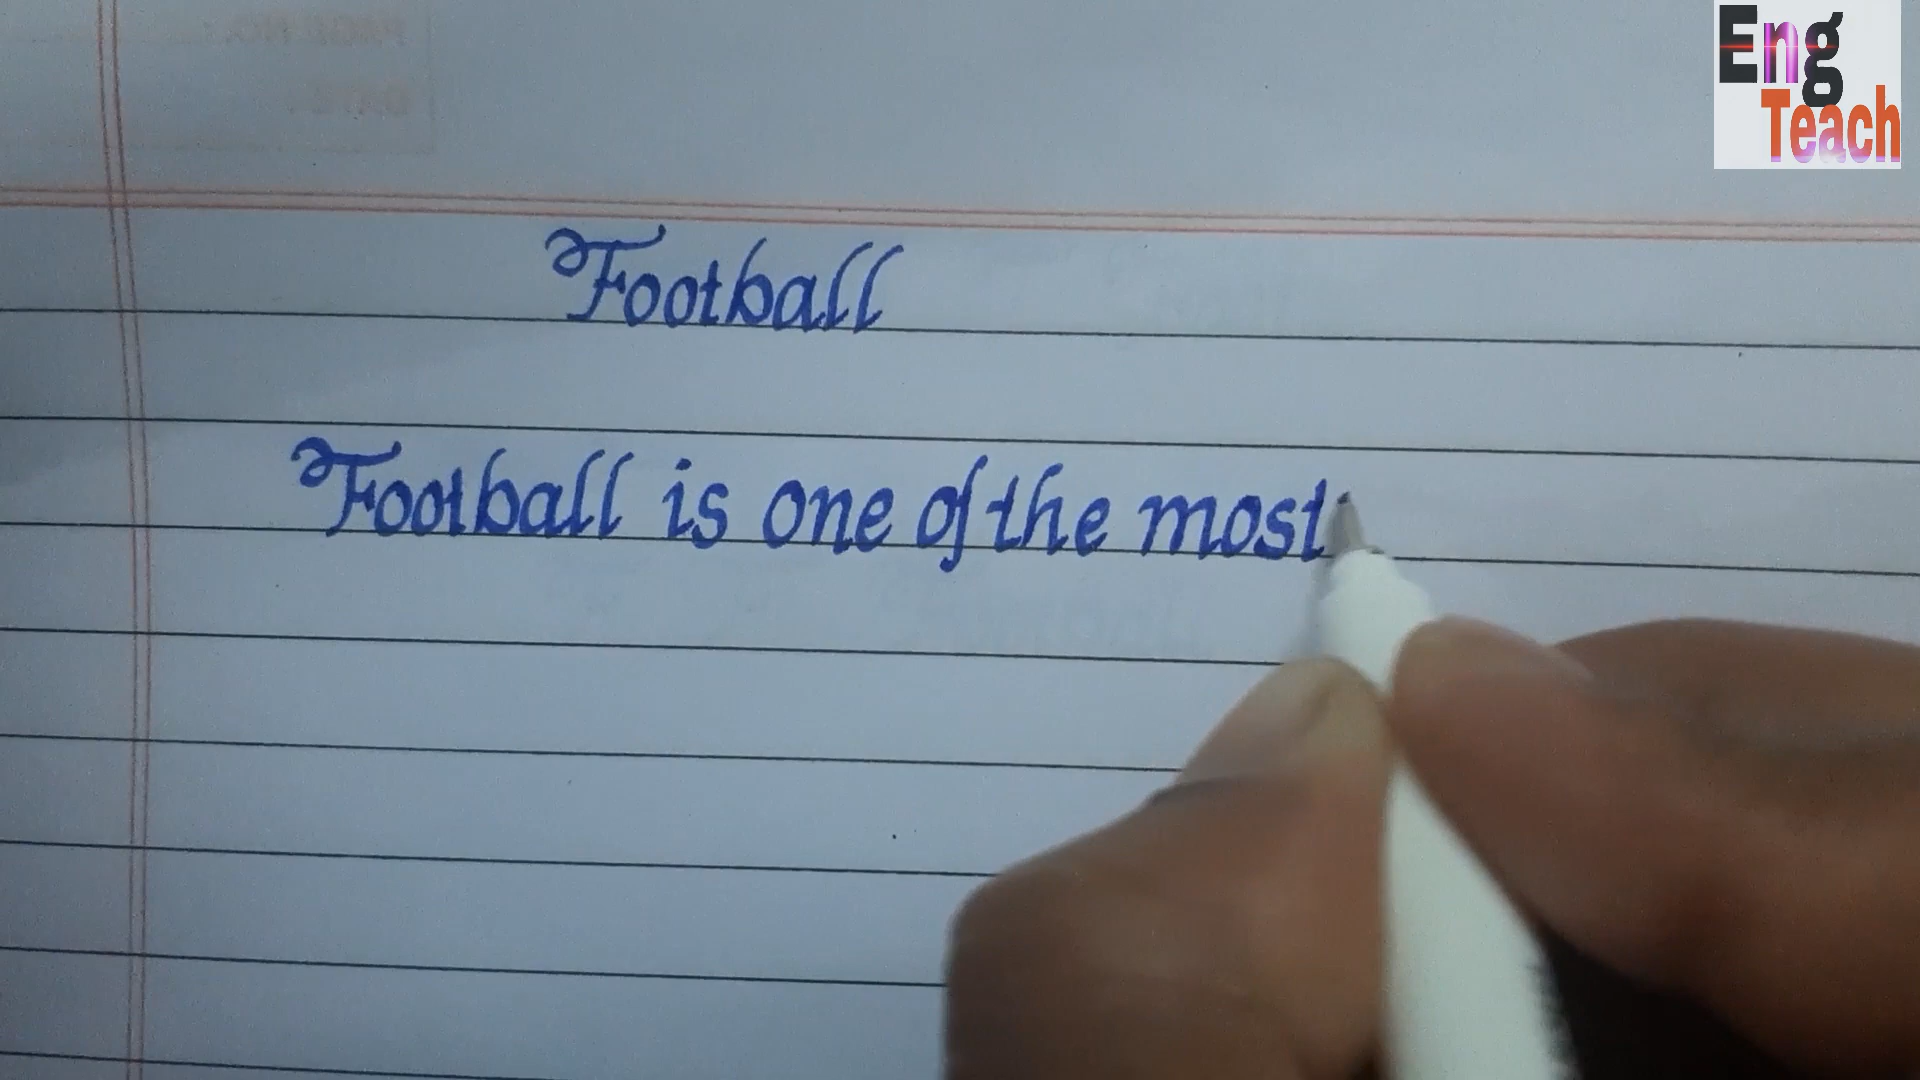 Eng
Teach
Football
Football is one of the most